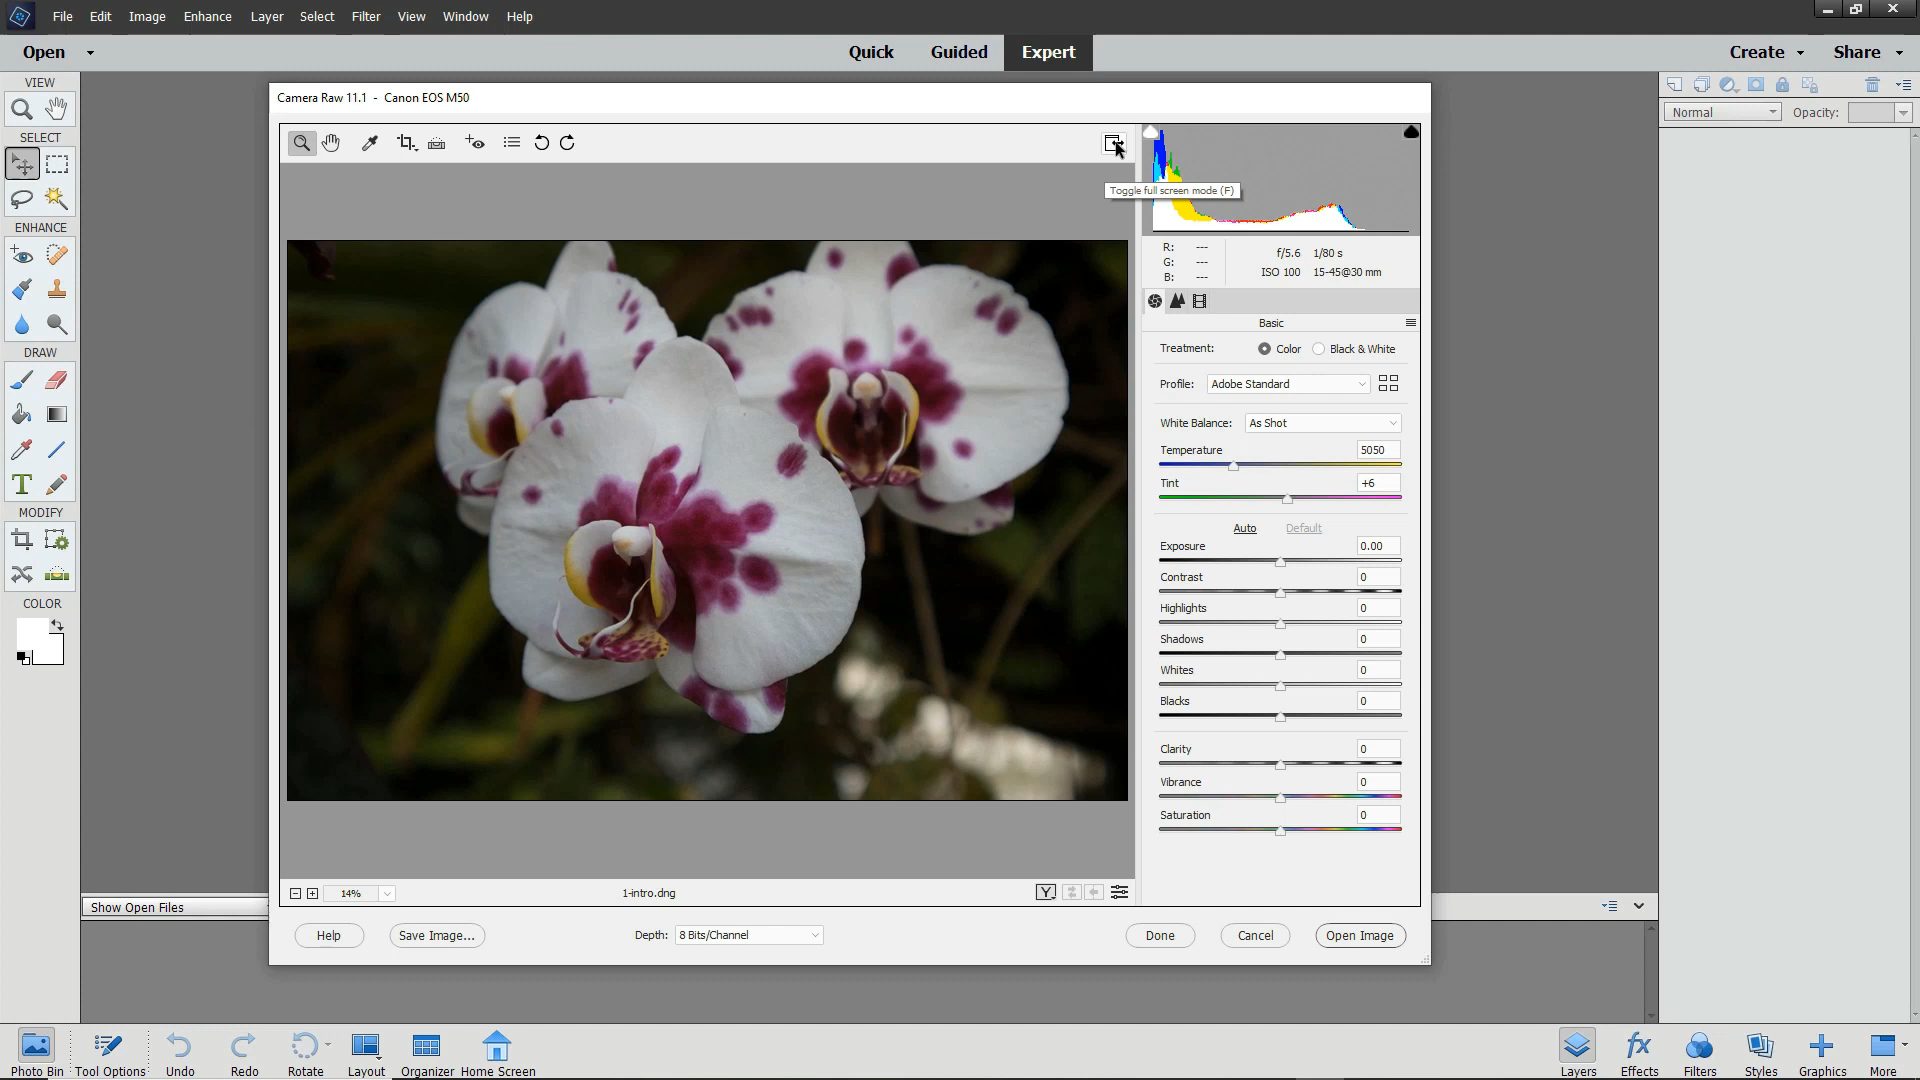 File Edit Image Enhance Layer Select Filter View Window Help
Open Quick Guided Expert Create Share
VIEW
SELECT
ENHANCE
DRAW
MODIFY
COLOR
Camera Raw 11.1 - Canon EOS M50
Toggle full screen mode (F)
R: ---
G: ---
B: ---
f/5.6 1/80 s
ISO 100 15-45@30 mm
Basic
Treatment: Color Black & White
Profile: Adobe Standard
White Balance: As Shot
Temperature 5050
Tint +6
Auto Default
Exposure 0.00
Contrast 0
Highlights 0
Shadows 0
Whites 0
Blacks 0
Clarity 0
Vibrance 0
Saturation 0
14% 1-intro.dng Y
Help Save Image... Depth: 8 Bits/Channel Done Cancel Open Image
Normal Opacity:
Show Open Files
Photo Bin Tool Options Undo Redo Rotate Layout Organizer Home Screen
fx
Layers Effects Filters Styles Graphics More
T